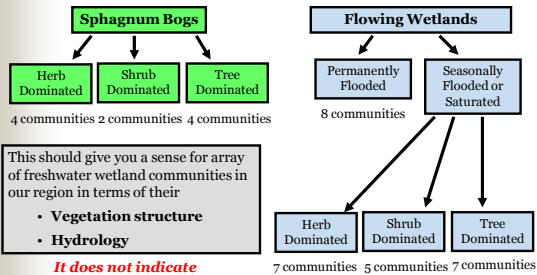 Sphagnum Bogs
Herb
Dominated
Shrub
Dominated
Tree
Dominated
4 communities 2 communities 4 communities
This should give you a sense for array
of freshwater wetland communities in
our region in terms of their
• Vegetation structure
• Hydrology
It does not indicate
Flowing Wetlands
Permanently
Flooded
Seasonally
Flooded or
Saturated
8 communities
Herb
Dominated
Shrub
Dominated
Tree
Dominated
7 communities 5 communities 7 communities